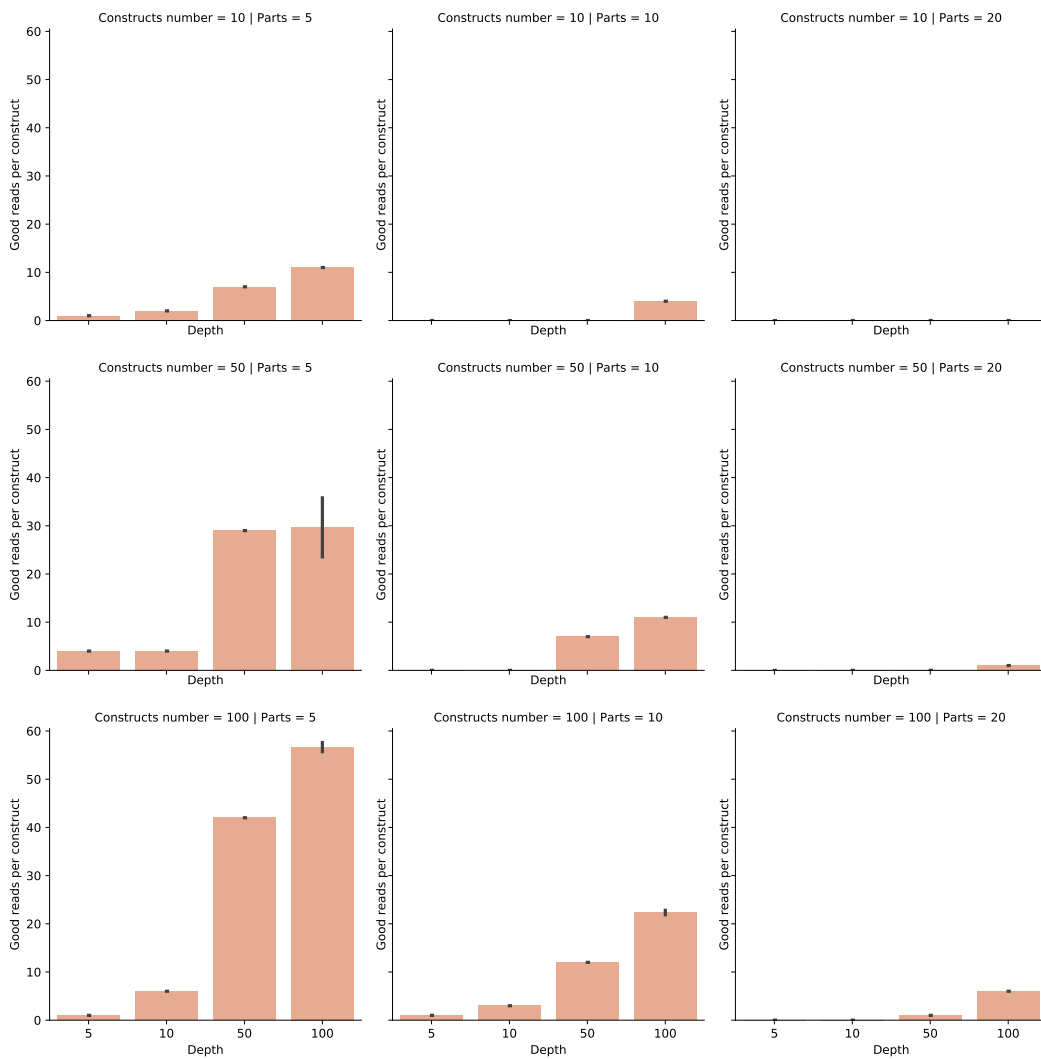 Constructs number = 10 | Parts = 5
Constructs number = 10 | Parts = 10
Constructs number = 10 | Parts = 20
60
50
40
30
20
10
0
Good reads per construct
Good reads per construct
Good reads per construct
Depth
Depth
Depth
Constructs number = 50 | Parts = 5
Constructs number = 50 | Parts = 10
Constructs number = 50 | Parts = 20
60
50
40
30
20
10
0
Good reads per construct
Good reads per construct
Good reads per construct
Depth
Depth
Depth
Constructs number = 100 | Parts = 5
Constructs number = 100 | Parts = 10
Constructs number = 100 | Parts = 20
60
50
40
30
20
10
0
Good reads per construct
Good reads per construct
Good reads per construct
5 10 50 100
5 10 50 100
5 10 50 100
Depth
Depth
Depth